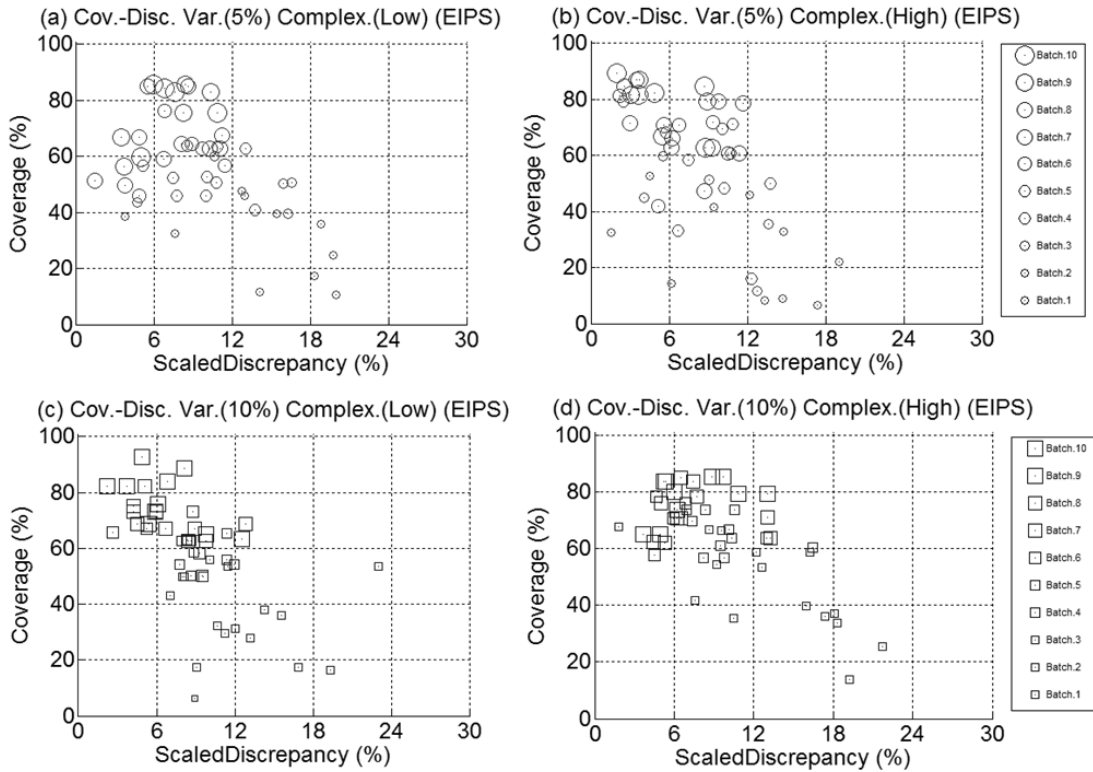 (a) Cov.-Disc. Var.(5%) Complex.(Low) (EIPS)
100
80
60
40
20
0
Coverage (%)
0 6 12 18 24 30
ScaledDiscrepancy (%)
(b) Cov.-Disc. Var.(5%) Complex.(High) (EIPS)
100
80
60
40
20
0
Coverage (%)
0 6 12 18 24 30
ScaledDiscrepancy (%)
Batch.10
Batch.9
Batch.8
Batch.7
Batch.6
Batch.5
Batch.4
Batch.3
Batch.2
Batch.1
(c) Cov.-Disc. Var.(10%) Complex.(Low) (EIPS)
100
80
60
40
20
0
Coverage (%)
0 6 12 18 24 30
ScaledDiscrepancy (%)
(d) Cov.-Disc. Var.(10%) Complex.(High) (EIPS)
100
80
60
40
20
0
Coverage (%)
0 6 12 18 24 30
ScaledDiscrepancy (%)
Batch.10
Batch.9
Batch.8
Batch.7
Batch.6
Batch.5
Batch.4
Batch.3
Batch.2
Batch.1